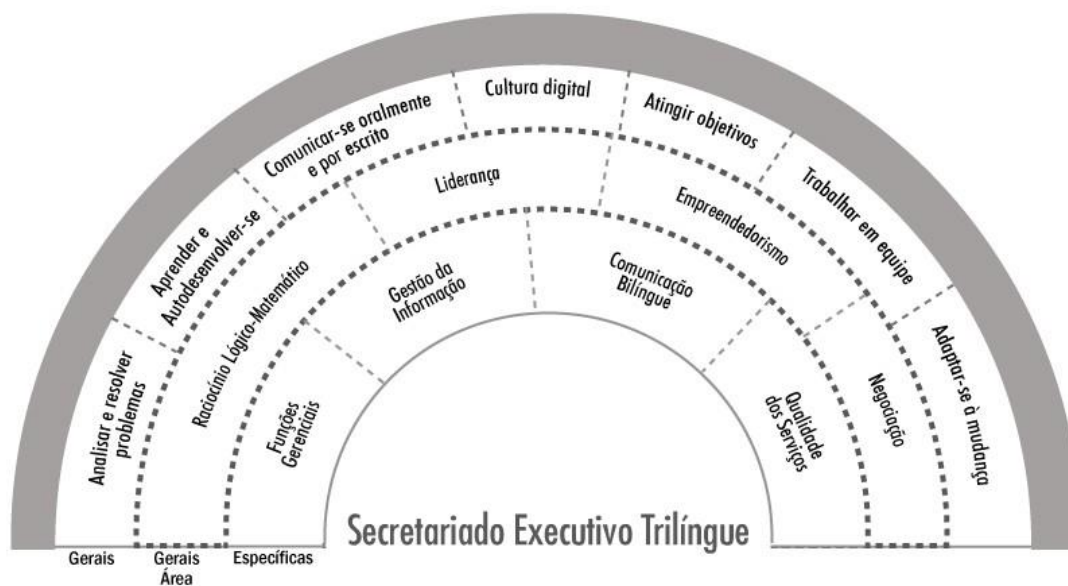 Analisar e resolver
problemas
Aprender e
Autodesenvolver-se
Comunicar-se oralmente
e por escrito
Cultura digital
Atingir objetivos
Trabalhar em equipe
Adaptar-se à mudança
Raciocínio Lógico-Matemático
Liderança
Empreendedorismo
Negociação
Funções
Gerenciais
Gestão da
Informação
Comunicação
Bilíngue
Qualidade
dos Serviços
Secretariado Executivo Trilíngue
Gerais
Gerais
Área
Específicas